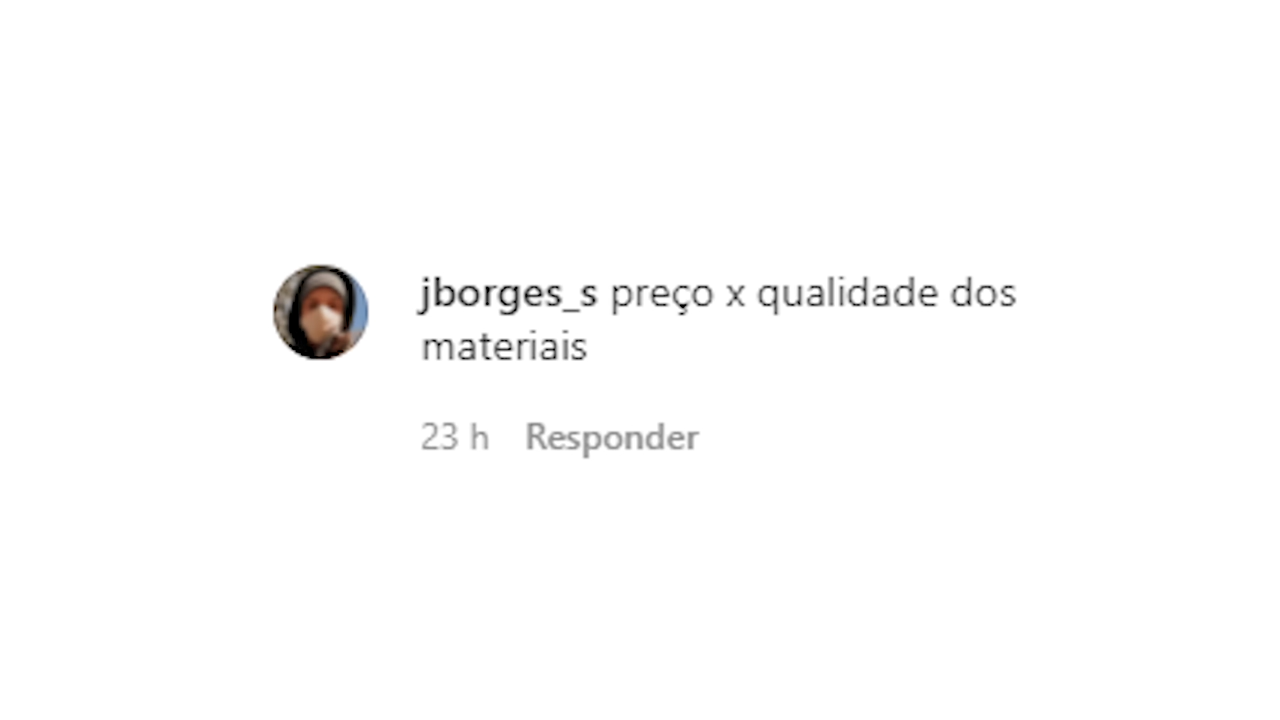 jborges_s preço x qualidade dos
materiais
23 h Responder